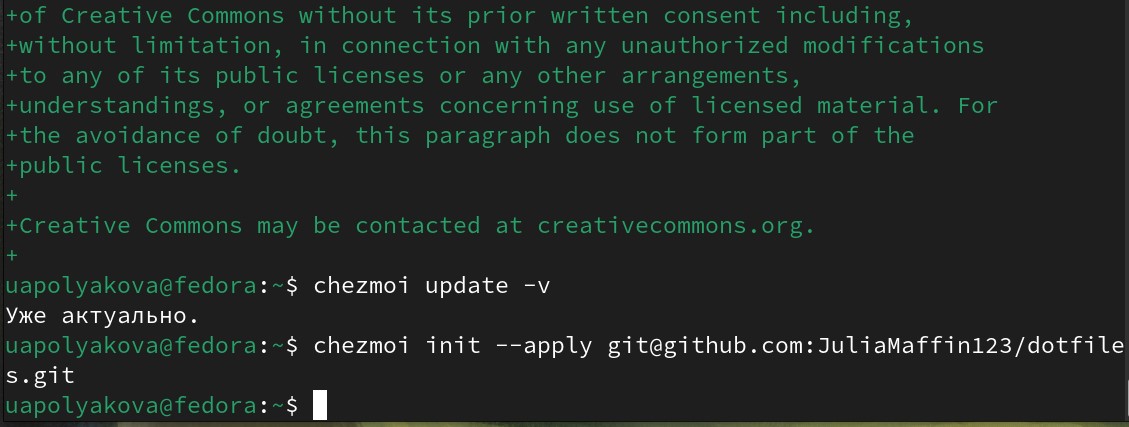 +of Creative Commons without its prior written consent including,
+without limitation, in connection with any unauthorized modifications
+to any of its public licenses or any other arrangements,
+understandings, or agreements concerning use of licensed material. For
+the avoidance of doubt, this paragraph does not form part of the
+public licenses.
+
+Creative Commons may be contacted at creativecommons.org.
+
uapolyakova@fedora:~$ chezmoi update -v
Уже актуально.
uapolyakova@fedora:~$ chezmoi init --apply git@github.com:JuliaMaffin123/dotfile
s.git
uapolyakova@fedora:~$